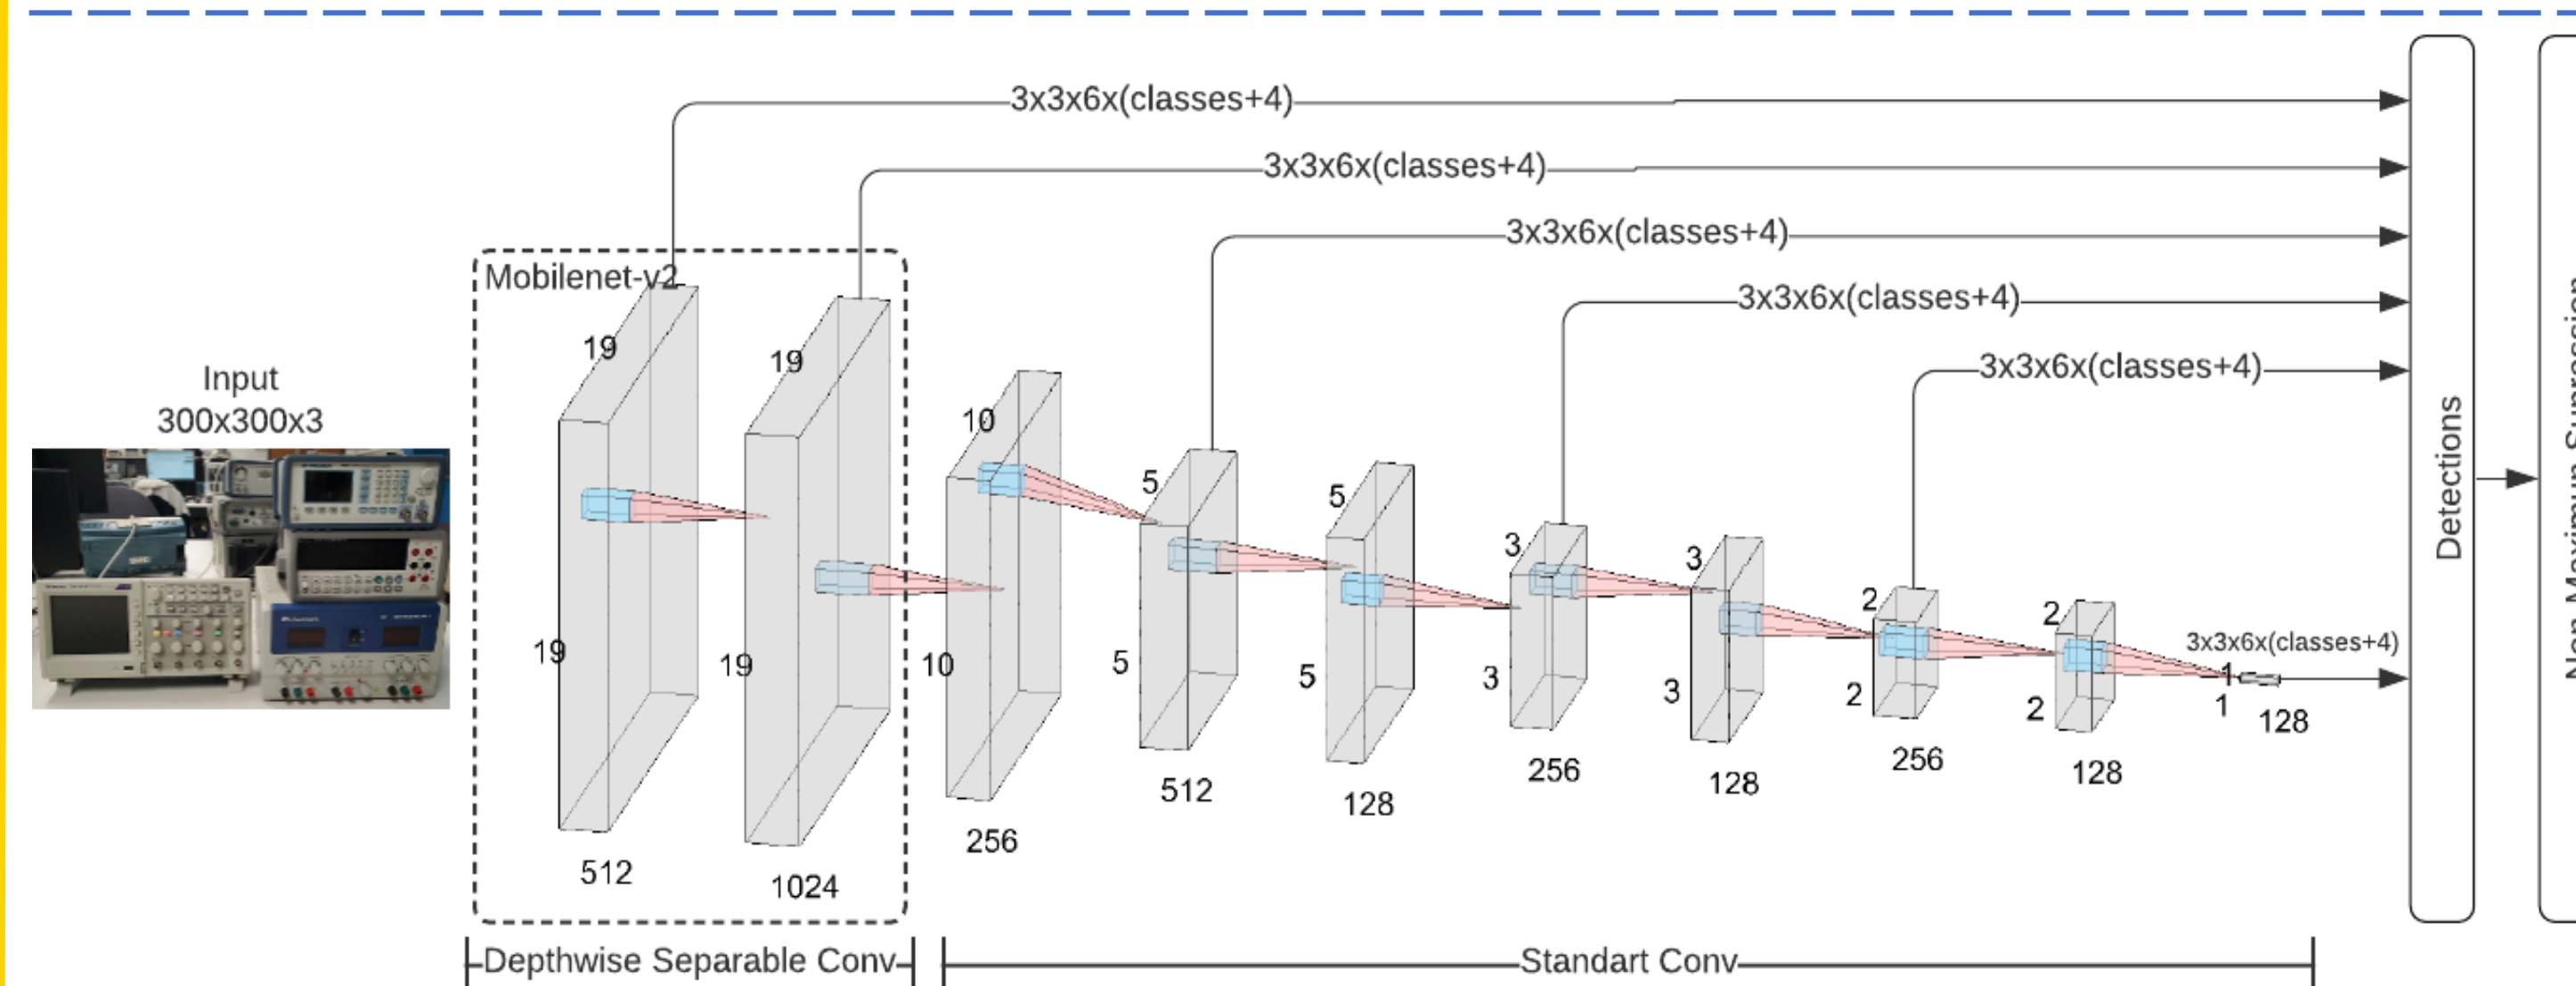 3x3x6x(classes+4)
3x3x6x(classes+4)
3x3x6x(classes+4)
3x3x6x(classes+4)
3x3x6x(classes+4)
Mobilenet-v2
Input
300x300x3
19
19
512
19
19
1024
10
10
256
5
5
512
5
5
128
3
3
256
3
3
128
2
2
256
2
2
128
3x3x6x(classes+4)
1
1
128
Detections
Non Maximun Supresion
Depthwise Separable Conv
Standart Conv